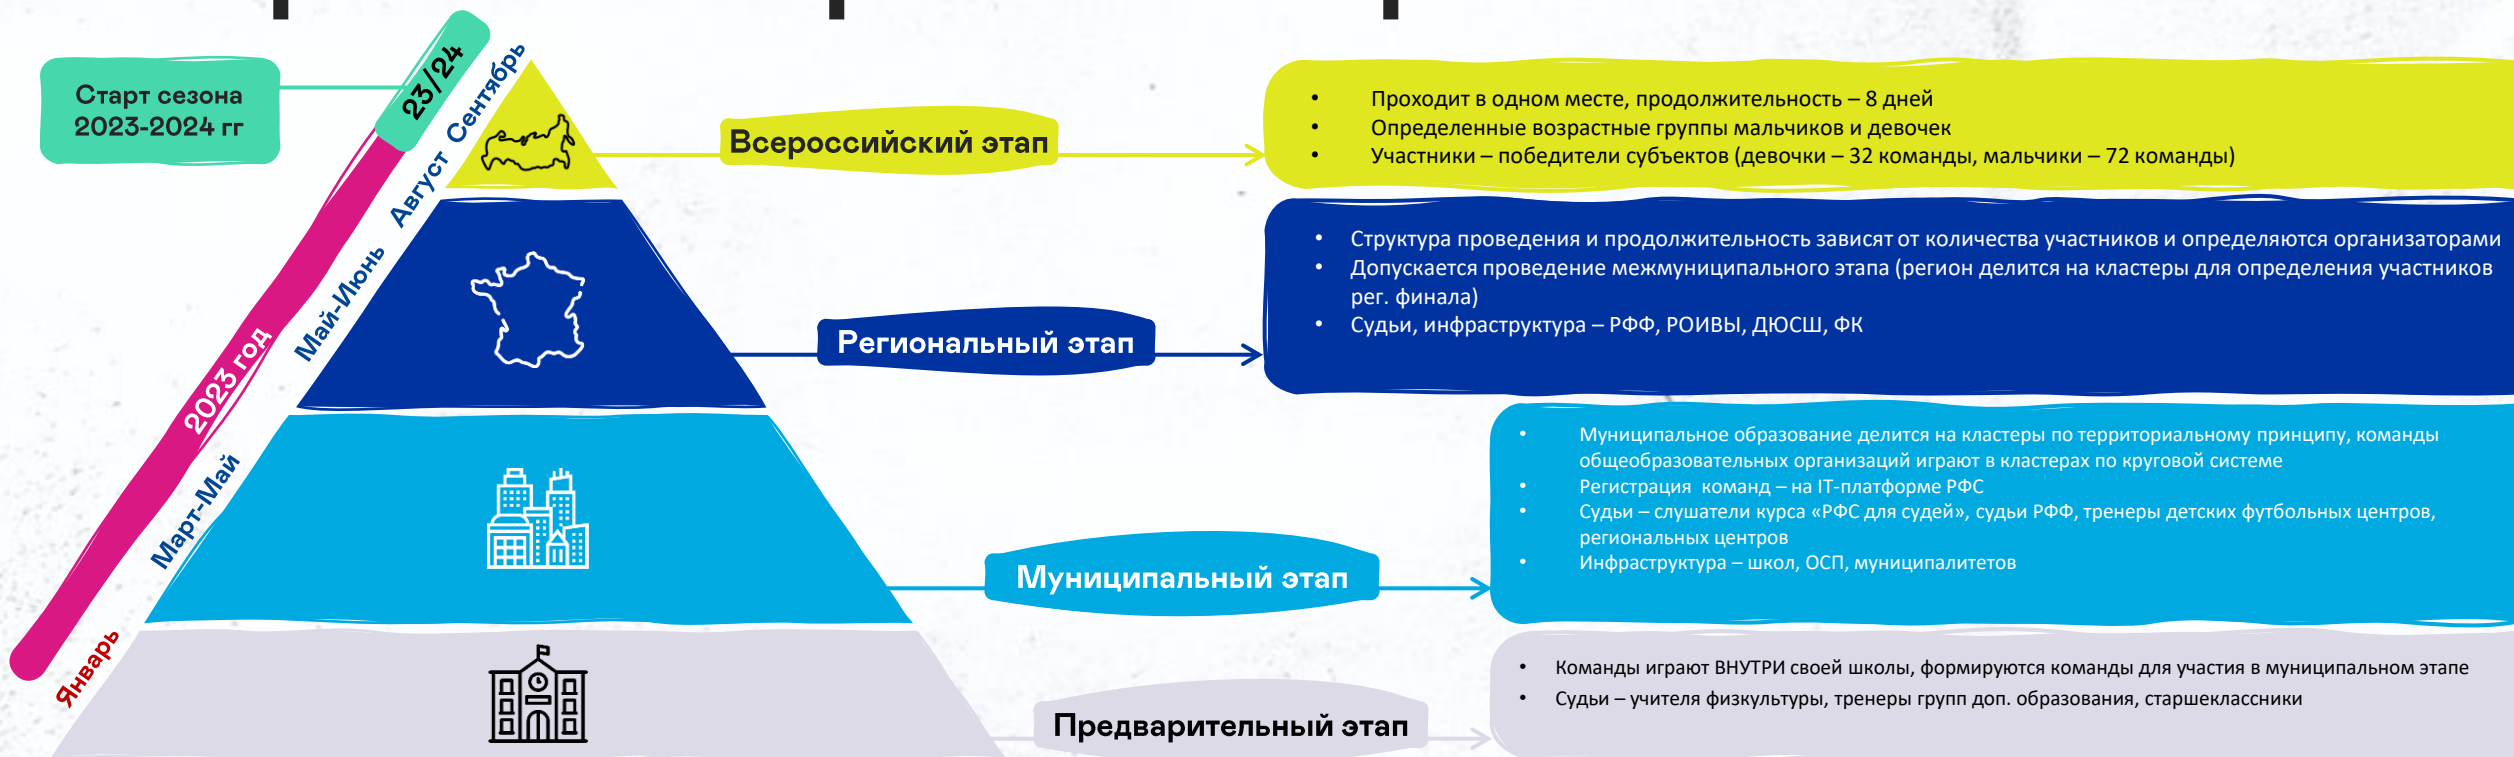 Старт сезона
2023-2024 гг
23/24
2023 год
Сентябрь
Август
Май-Июнь
Март-Май
Январь
Всероссийский этап
• Проходит в одном месте, продолжительность – 8 дней
• Определенные возрастные группы мальчиков и девочек
• Участники – победители субъектов (девочки – 32 команды, мальчики – 72 команды)
Региональный этап
• Структура проведения и продолжительность зависят от количества участников и определяются организаторами
• Допускается проведение межмуниципального этапа (регион делится на кластеры для определения участников
рег. финала)
• Судьи, инфраструктура – РФФ, РОИВЫ, ДЮСШ, ФК
Муниципальный этап
• Муниципальное образование делится на кластеры по территориальному принципу, команды
общеобразовательных организаций играют в кластерах по круговой системе
• Регистрация команд – на IT-платформе РФС
• Судьи – слушатели курса «РФС для судей», судьи РФФ, тренеры детских футбольных центров,
региональных центров
• Инфраструктура – школ, ОСП, муниципалитетов
Предварительный этап
• Команды играют ВНУТРИ своей школы, формируются команды для участия в муниципальном этапе
• Судьи – учителя физкультуры, тренеры групп доп. образования, старшеклассники